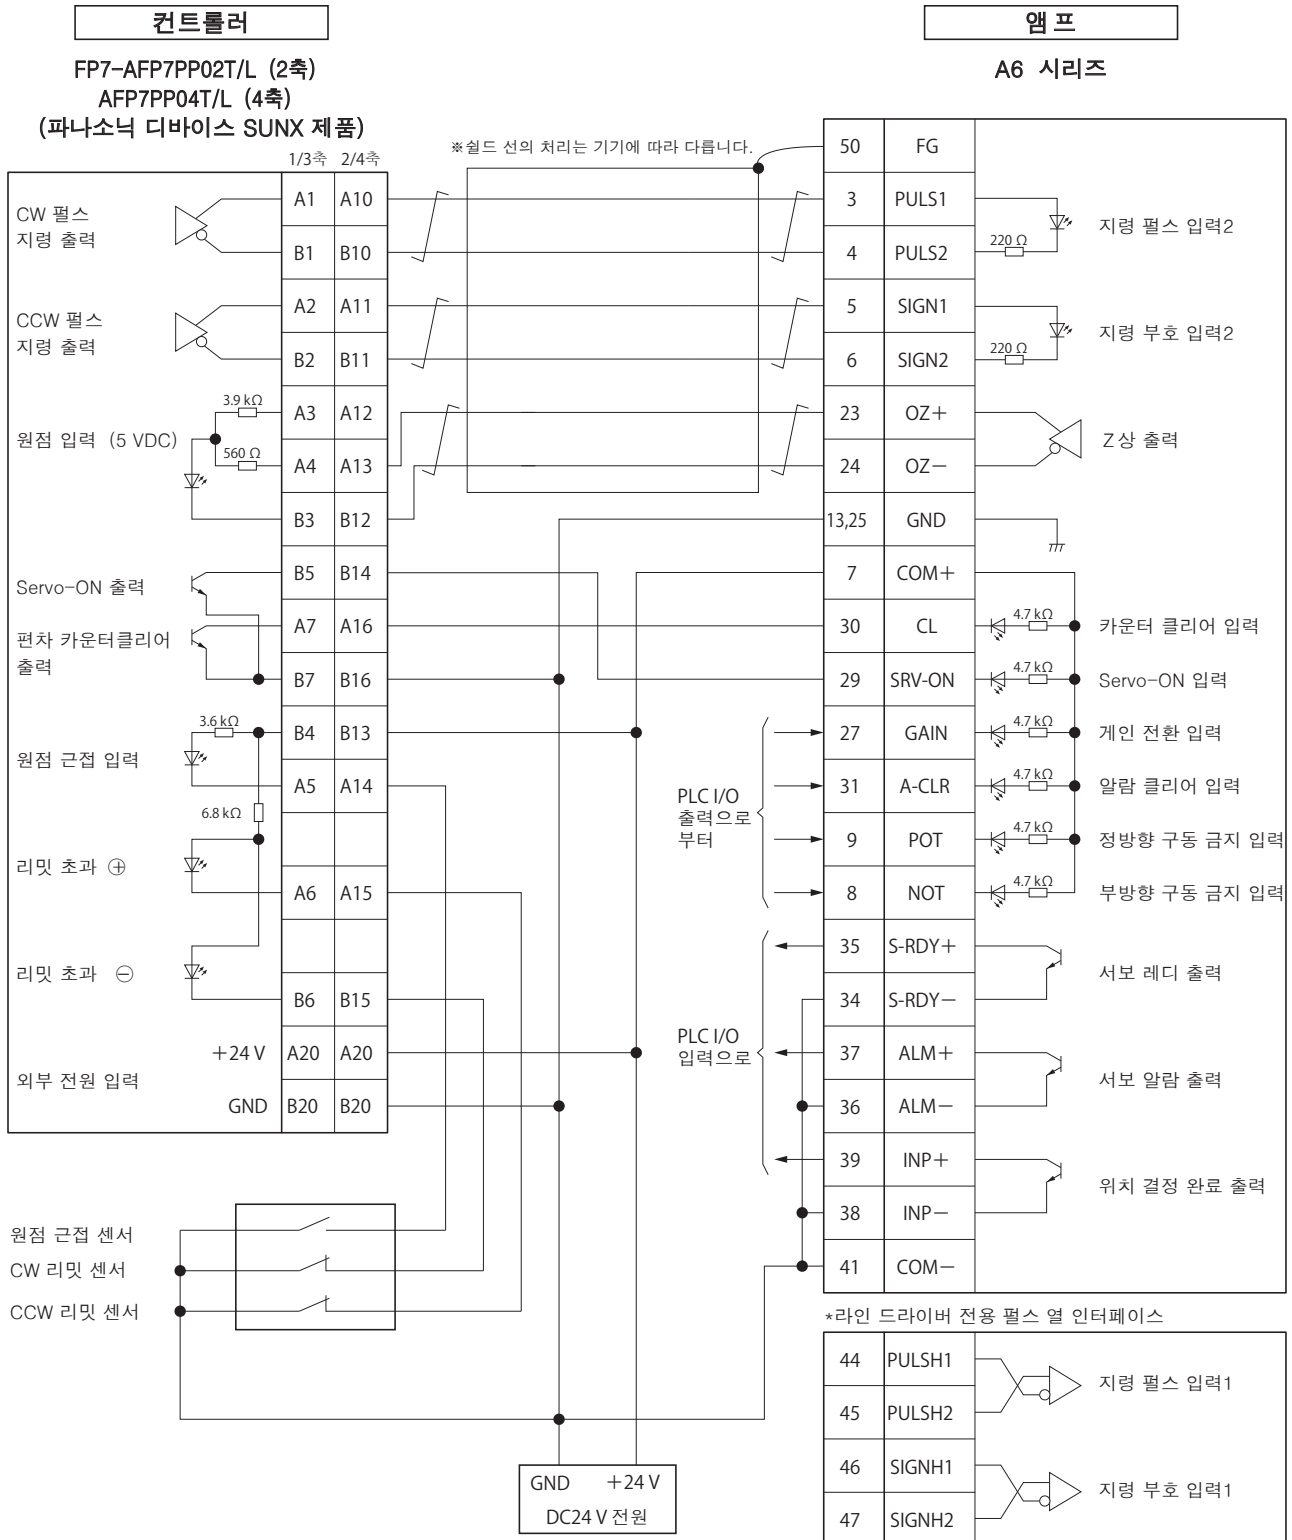 컨트롤러
FP7-AFP7PP02T/L (2축)
AFP7PP04T/L (4축)
(파나소닉 디바이스 SUNX 제품)
앰프
A6 시리즈
※쉴드 선의 처리는 기기에 따라 다릅니다.
1/3축 2/4축
CW 펄스
지령 출력
A1 A10
B1 B10
CCW 펄스
지령 출력
A2 A11
B2 B11
원점 입력 (5 VDC)
3.9 kΩ
560 Ω
A3 A12
A4 A13
B3 B12
Servo-ON 출력
B5 B14
편차 카운터클리어
출력
A7 A16
B7 B16
원점 근접 입력
3.6 kΩ
B4 B13
A5 A14
6.8 kΩ
리밋 초과 ⊕
A6 A15
리밋 초과 ⊖
B6 B15
외부 전원 입력
+24 V A20 A20
GND B20 B20
원점 근접 센서
CW 리밋 센서
CCW 리밋 센서
GND +24 V
DC24 V 전원
PLC I/O
출력으로
부터
PLC I/O
입력으로
50 FG
3 PULS1
220 Ω
4 PULS2
지령 펄스 입력2
5 SIGN1
220 Ω
6 SIGN2
지령 부호 입력2
23 OZ+
24 OZ−
Z상 출력
13,25 GND
7 COM+
30 CL 4.7 kΩ 카운터 클리어 입력
29 SRV-ON 4.7 kΩ Servo-ON 입력
27 GAIN 4.7 kΩ 게인 전환 입력
31 A-CLR 4.7 kΩ 알람 클리어 입력
9 POT 4.7 kΩ 정방향 구동 금지 입력
8 NOT 4.7 kΩ 부방향 구동 금지 입력
35 S-RDY+
34 S-RDY−
서보 레디 출력
37 ALM+
36 ALM−
서보 알람 출력
39 INP+
38 INP−
위치 결정 완료 출력
41 COM−
*라인 드라이버 전용 펄스 열 인터페이스
44 PULSH1
45 PULSH2
지령 펄스 입력1
46 SIGNH1
47 SIGNH2
지령 부호 입력1